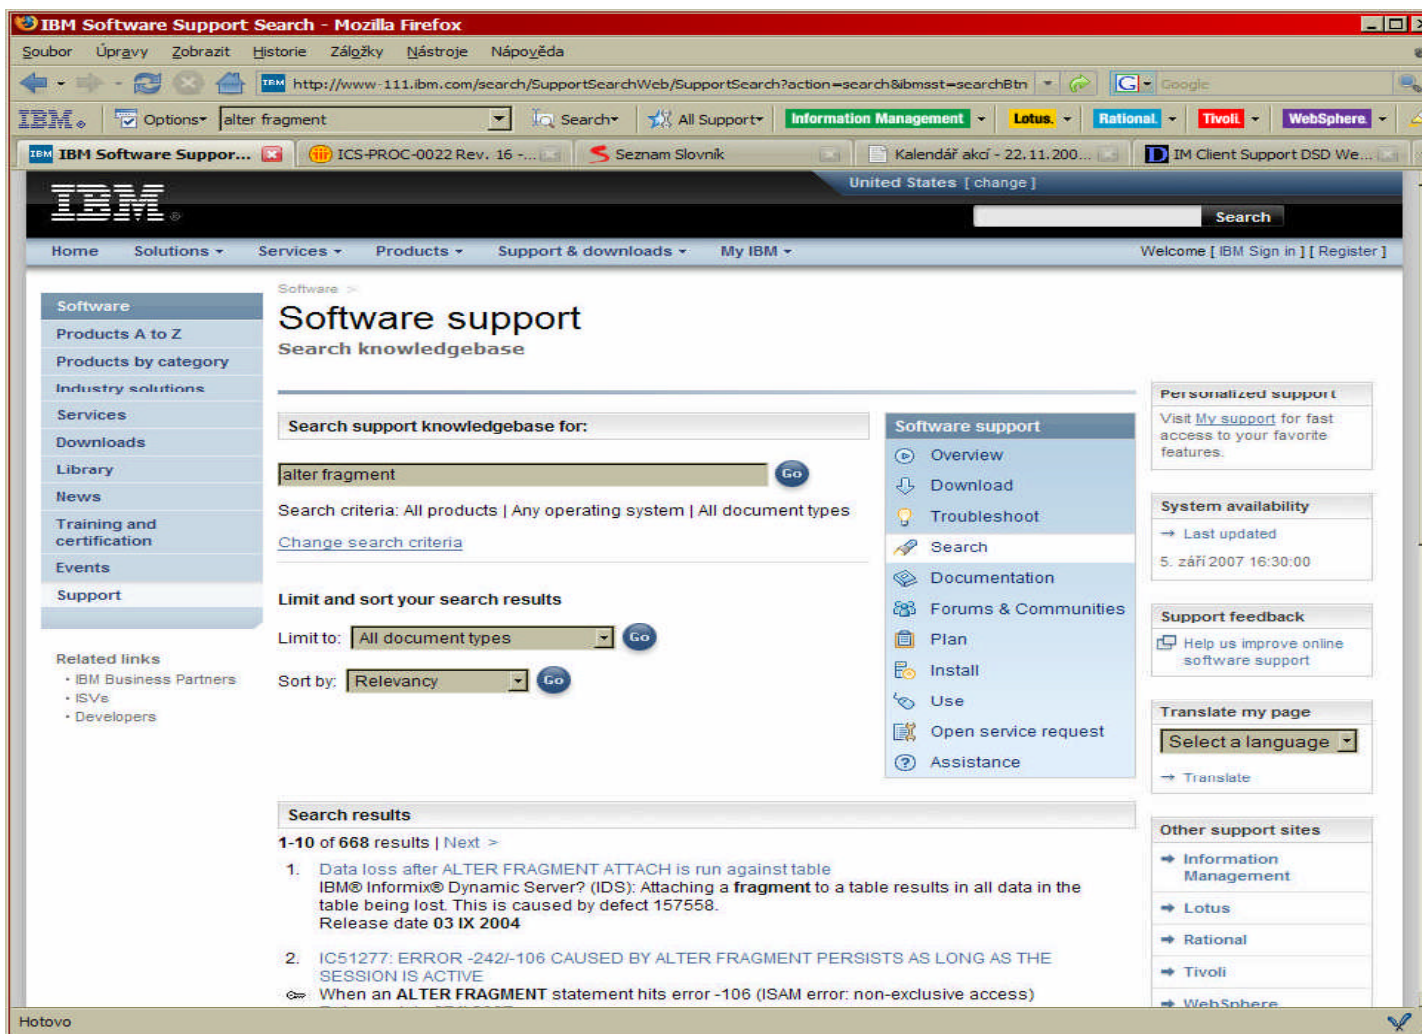 IBM Software Support Search - Mozilla Firefox
Soubor Úpravy Zobrazit Historie Záložky Nástroje Nápověda
IBM http://www-111.ibm.com/search/SupportSearchWeb/SupportSearch?action=search&ibmsst=searchBtn G Google
IBM Options alter fragment Search All Support Information Management Lotus. Rational. Tivoli. WebSphere.
IBM IBM Software Suppor... ICS-PROC-0022 Rev. 16 -... S Seznam Slovník Kalendář akcí - 22.11.200... D IM Client Support DSD We...
United States [ change ]
IBM ®
Search
Home Solutions Services Products Support & downloads My IBM Welcome [ IBM Sign in ] [ Register ]
Software >
Software support
Search knowledgebase
Software
Products A to Z
Products by category
Industry solutions
Services
Downloads
Library
News
Training and
certification
Events
Support
Related links
• IBM Business Partners
• ISVs
• Developers
Search support knowledgebase for:
alter fragment Go
Search criteria: All products | Any operating system | All document types
Change search criteria
Limit and sort your search results
Limit to: All document types Go
Sort by: Relevancy Go
Software support
Overview
Download
Troubleshoot
Search
Documentation
Forums & Communities
Plan
Install
Use
Open service request
Assistance
Personalized support
Visit My support for fast
access to your favorite
features.
System availability
→ Last updated
5. září 2007 16:30:00
Support feedback
Help us improve online
software support
Translate my page
Select a language
→ Translate
Other support sites
Information
Management
Lotus
Rational
Tivoli
WebSphere
Search results
1-10 of 668 results | Next >
1. Data loss after ALTER FRAGMENT ATTACH is run against table
IBM® Informix® Dynamic Server? (IDS): Attaching a fragment to a table results in all data in the
table being lost. This is caused by defect 157558.
Release date 03 IX 2004
2. IC51277: ERROR -242/-106 CAUSED BY ALTER FRAGMENT PERSISTS AS LONG AS THE
SESSION IS ACTIVE
When an ALTER FRAGMENT statement hits error -106 (ISAM error: non-exclusive access)
Hotovo